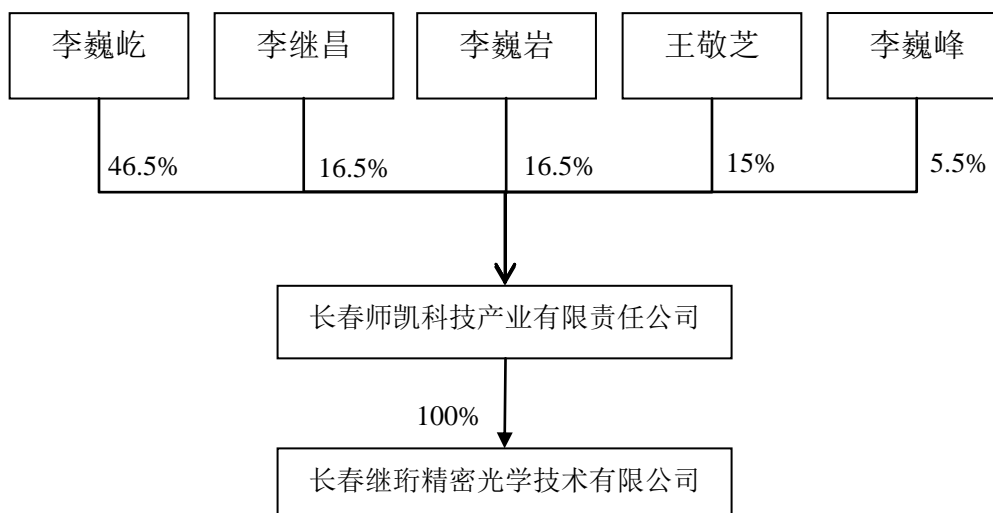 李巍屹
李继昌
李巍岩
王敬芝
李巍峰
46.5%
16.5%
16.5%
15%
5.5%
长春师凯科技产业有限责任公司
100%
长春继珩精密光学技术有限公司